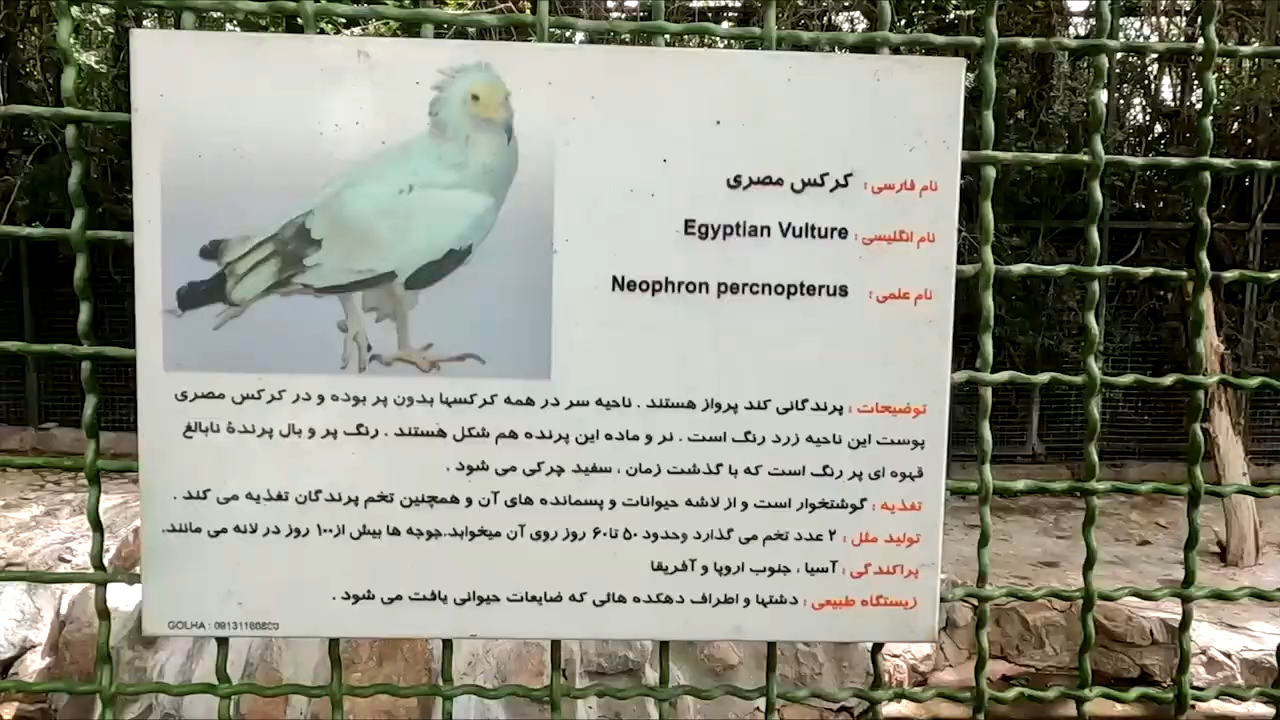 نام فارسی : کرکس مصری
نام انگلیسی : Egyptian Vulture
نام علمی : Neophron percnopterus
توضیحات : پرندگانی کند پرواز هستند . ناحیه سر در همه کرکسها بدون پر بوده و در کرکس مصری
پوست این ناحیه زرد رنگ است . نر و ماده این پرنده هم شکل هستند . رنگ پر و بال پرندهٔ نابالغ
قهوه ای پر رنگ است که با گذشت زمان ، سفید چرکی می شود .
تغذیه : گوشتخوار است و از لاشه حیوانات و پسمانده های آن و همچنین تخم پرندگان تغذیه می کند .
تولید مثل : ۲ عدد تخم می گذارد وحدود ۵۰ تا۶۰ روز روی آن میخوابد.جوجه ها بیش از۱۰۰ روز در لانه می مانند.
پراکندگی : آسیا ، جنوب اروپا و آفریقا
زیستگاه طبیعی : دشتها و اطراف دهکده هائی که ضایعات حیوانی یافت می شود .
GOLHA :